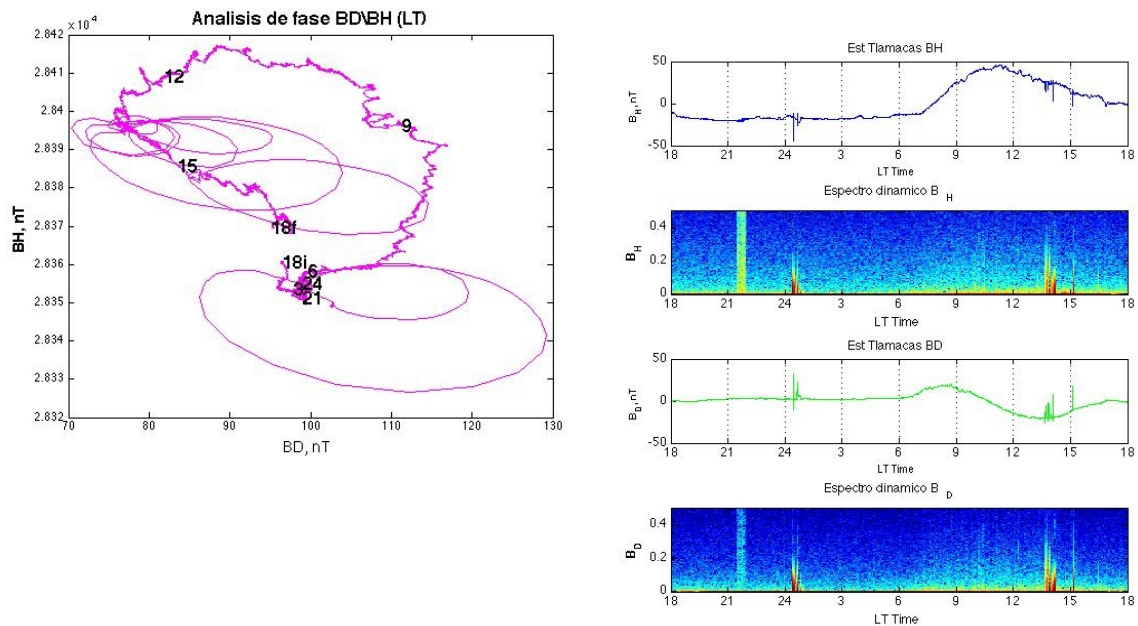 Analisis de fase BD\BH (LT)
x 10^4
2.842
2.841
2.84
2.839
2.838
2.837
2.836
2.835
2.834
2.833
2.832
BH, nT
12
9
15
18f
18i
6
3
24
21
70 80 90 100 110 120 130
BD, nT
Est Tlamacas BH
50
0
-50
B_H, nT
18 21 24 3 6 9 12 15 18
LT Time
Espectro dinamico B_H
0.4
0.2
0
B_H
18 21 24 3 6 9 12 15 18
LT Time
Est Tlamacas BD
50
0
-50
B_D, nT
18 21 24 3 6 9 12 15 18
LT Time
Espectro dinamico B_D
0.4
0.2
0
B_D
18 21 24 3 6 9 12 15 18
LT Time